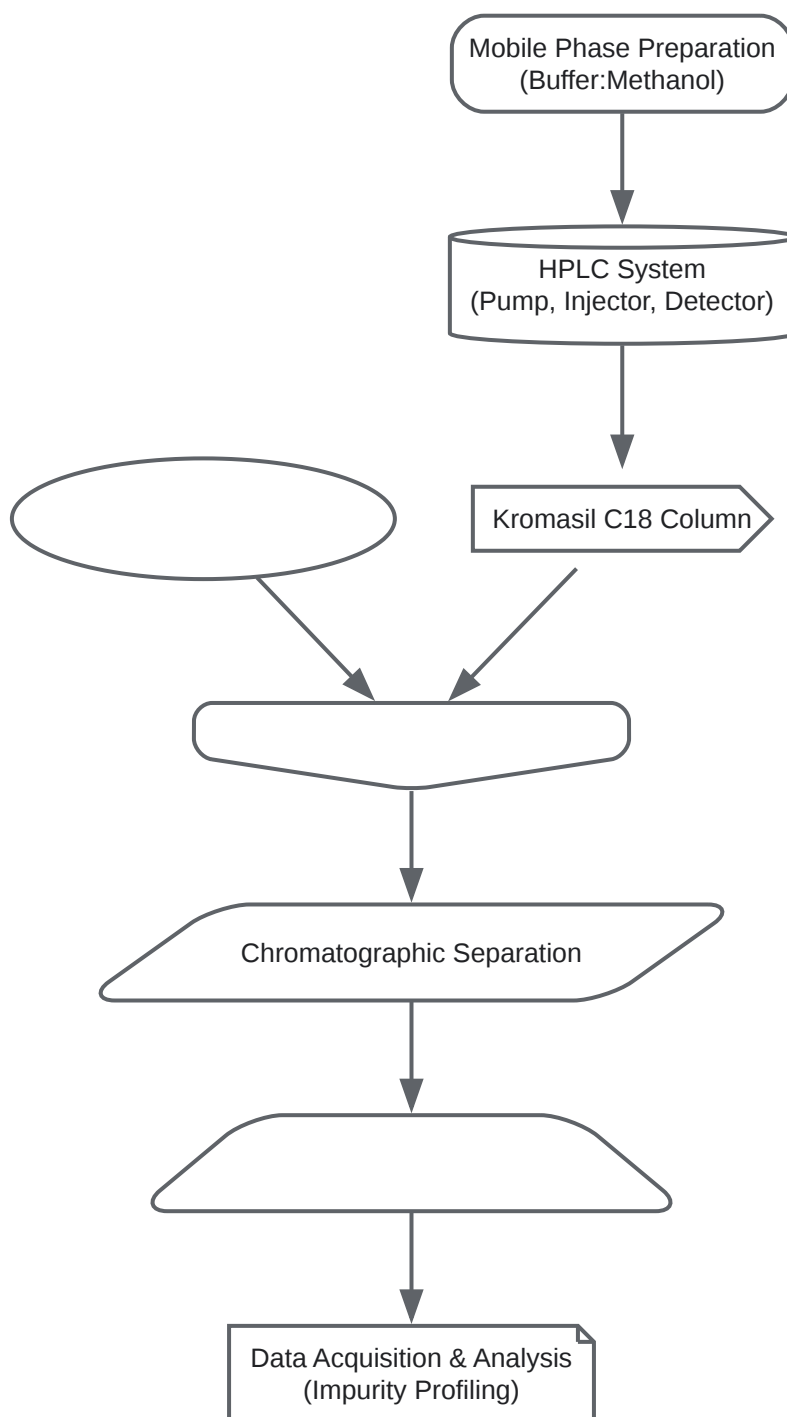 Mobile Phase Preparation
(Buffer:Methanol)
HPLC System
(Pump, Injector, Detector)
Kromasil C18 Column
Chromatographic Separation
Data Acquisition & Analysis
(Impurity Profiling)